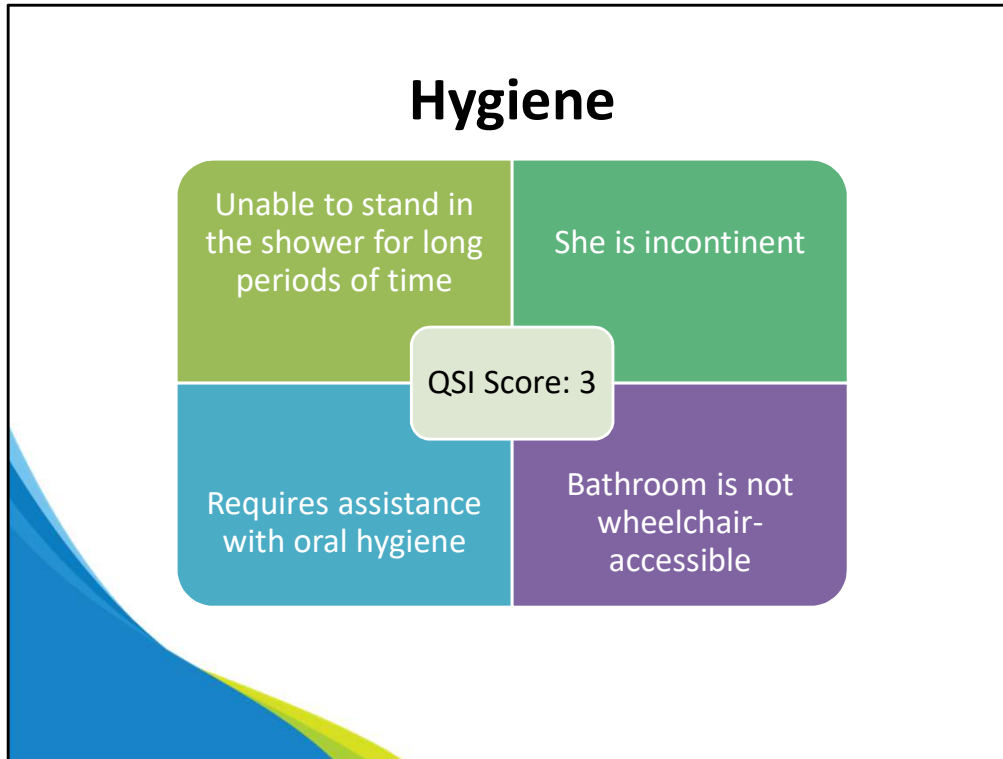 Hygiene
Unable to stand in
the shower for long
periods of time
She is incontinent
QSI Score: 3
Requires assistance
with oral hygiene
Bathroom is not
wheelchair-
accessible